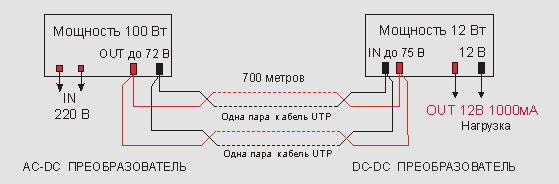 Мощность 100 Вт
OUT до 72 В
IN
220 В
Мощность 12 Вт
IN до 75 В
12 В
700 метров
Одна пара кабель UTP
Одна пара кабель UTP
OUT 12В 1000мА
Нагрузка
AC-DC ПРЕОБРАЗОВАТЕЛЬ
DC-DC ПРЕОБРАЗОВАТЕЛЬ